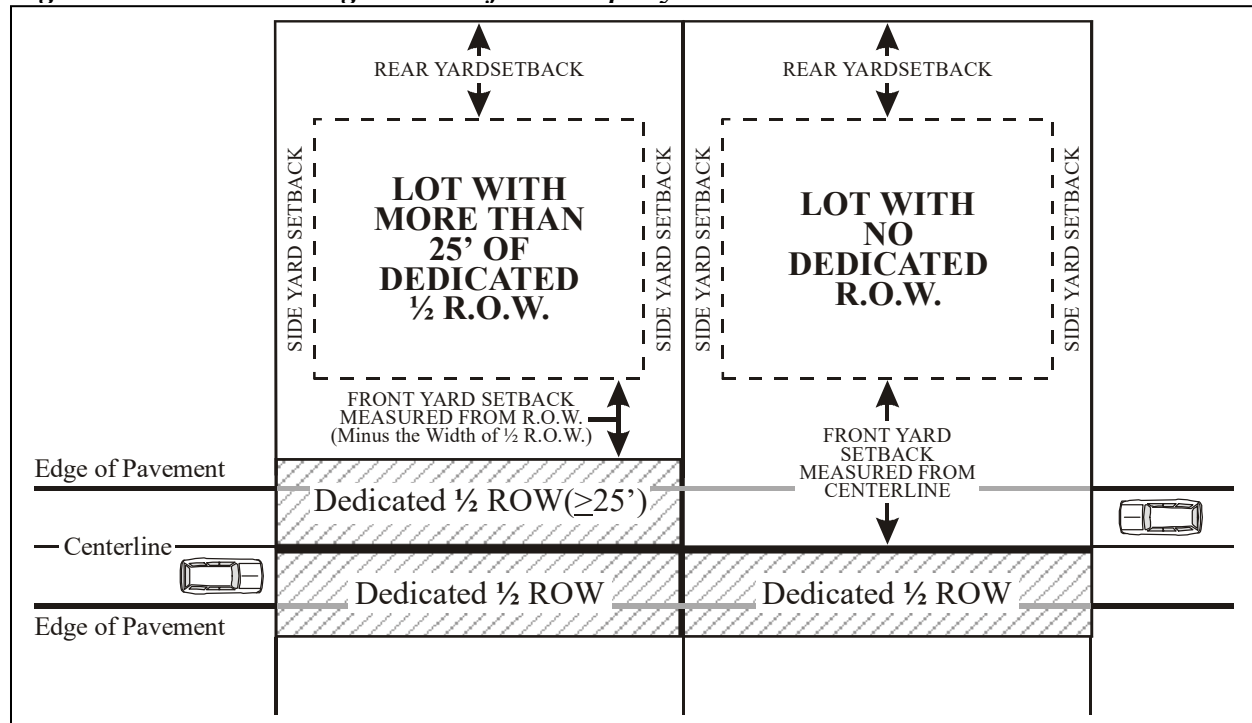 REAR YARDSETBACK
SIDE YARD SETBACK
LOT WITH
MORE THAN
25’ OF
DEDICATED
½ R.O.W.
SIDE YARD SETBACK
FRONT YARD SETBACK
MEASURED FROM R.O.W.
(Minus the Width of ½ R.O.W.)
REAR YARDSETBACK
SIDE YARD SETBACK
LOT WITH
NO
DEDICATED
R.O.W.
SIDE YARD SETBACK
FRONT YARD
SETBACK
MEASURED FROM
CENTERLINE
Edge of Pavement
Dedicated ½ ROW(≥25’)
Centerline
Dedicated ½ ROW
Dedicated ½ ROW
Edge of Pavement